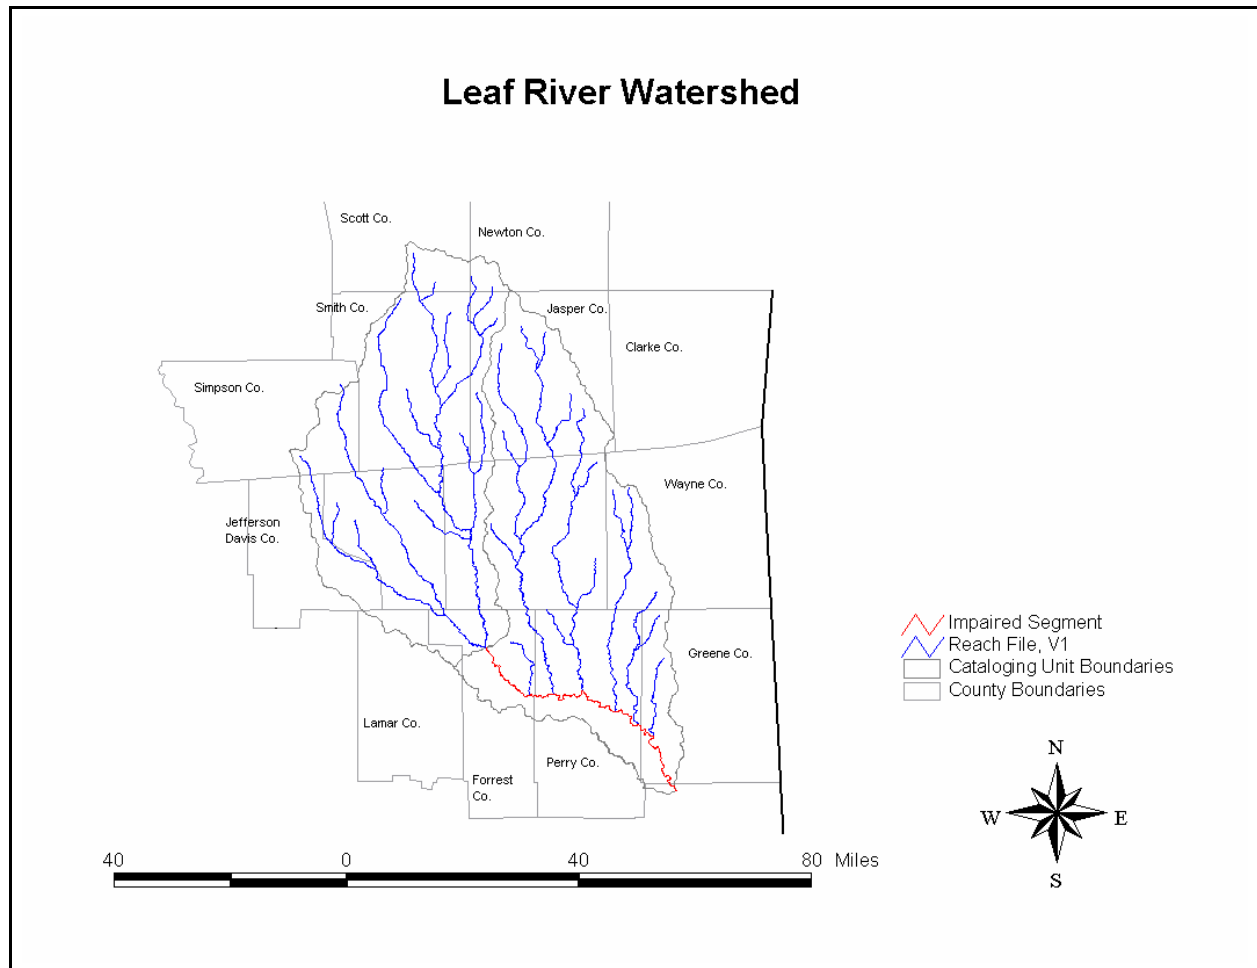 Leaf River Watershed
Scott Co.
Newton Co.
Smith Co.
Jasper Co.
Clarke Co.
Simpson Co.
Wayne Co.
Jefferson
Davis Co.
Impaired Segment
Reach File, V1
Greene Co.
Cataloging Unit Boundaries
County Boundaries
Lamar Co.
Perry Co.
Forrest
Co.
N
W
E
S
40
0
40
80
Miles